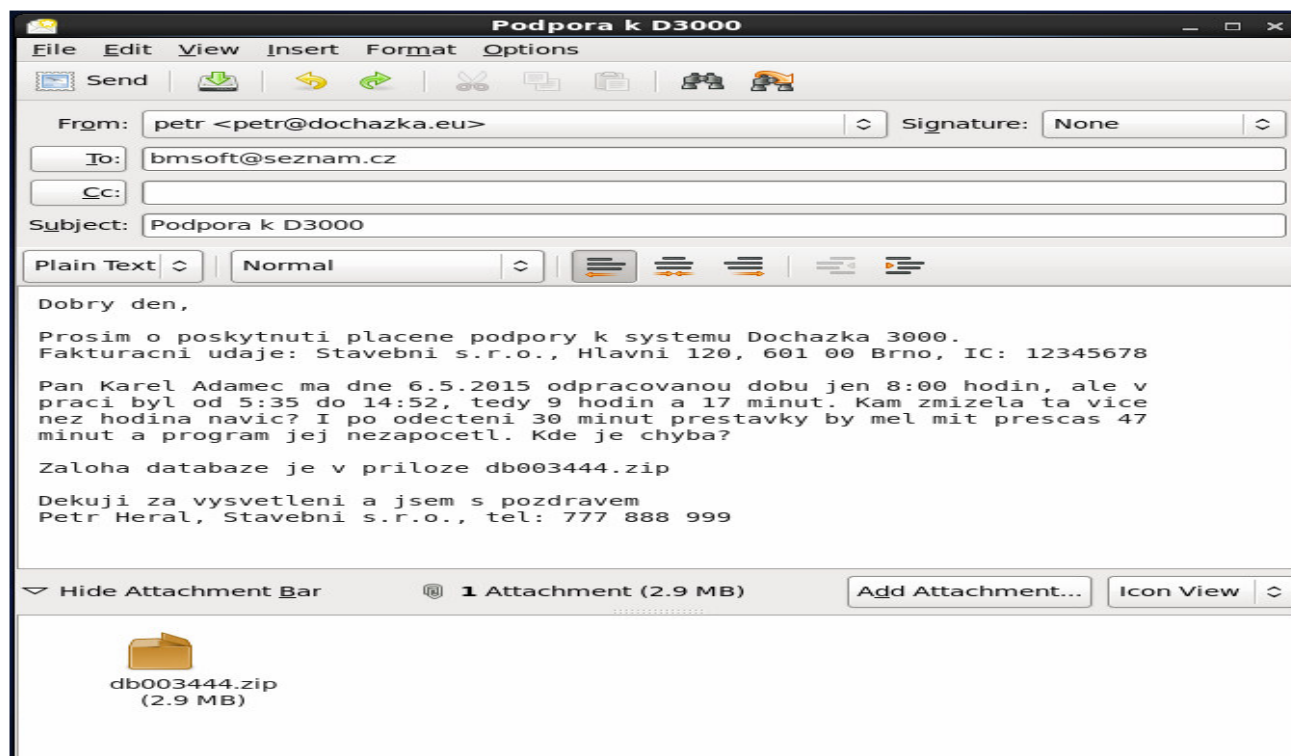 Podpora k D3000
File Edit View Insert Format Options
Send
From: petr <petr@dochazka.eu> Signature: None
To: bmsoft@seznam.cz
Cc:
Subject: Podpora k D3000
Plain Text Normal
Dobry den,
Prosim o poskytnuti placene podpory k systemu Dochazka 3000.
Fakturacni udaje: Stavebni s.r.o., Hlavni 120, 601 00 Brno, IC: 12345678
Pan Karel Adamec ma dne 6.5.2015 odpracovanou dobu jen 8:00 hodin, ale v
praci byl od 5:35 do 14:52, tedy 9 hodin a 17 minut. Kam zmizela ta vice
nez hodina navic? I po odecteni 30 minut prestavky by mel mit prescas 47
minut a program jej nezapocetl. Kde je chyba?
Zaloha databaze je v priloze db003444.zip
Dekuji za vysvetleni a jsem s pozdravem
Petr Heral, Stavebni s.r.o., tel: 777 888 999
Hide Attachment Bar 1 Attachment (2.9 MB) Add Attachment... Icon View
db003444.zip
(2.9 MB)